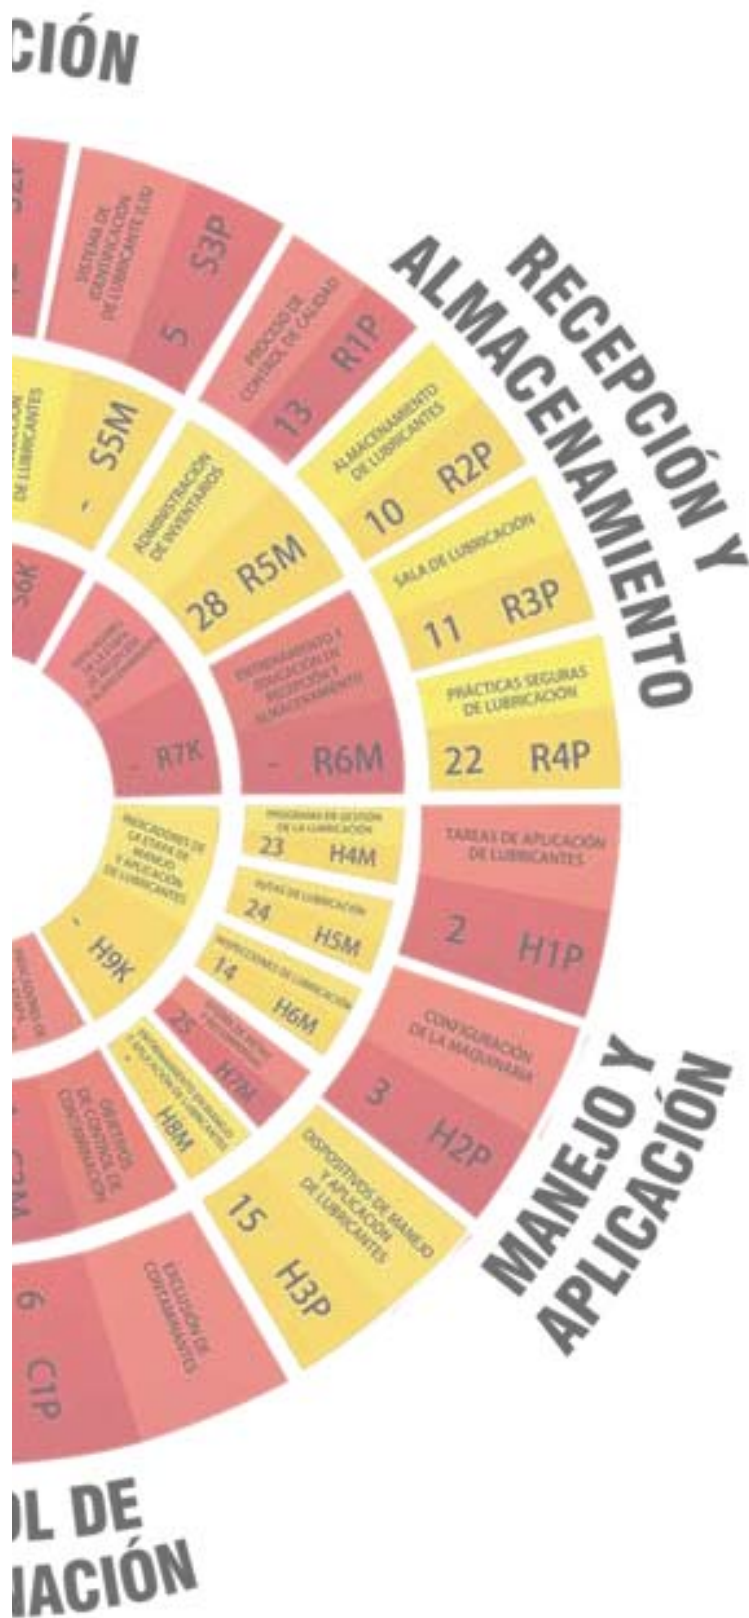 CIÓN
SISTEMA DE
IDENTIFICACIÓN
DE LUBRICANTE (LIS)
5 S3P
PROCESO DE
CONTROL DE CALIDAD
13 R1P
RECEPCIÓN Y
ALMACENAMIENTO
ALMACENAMIENTO
DE LUBRICANTES
10 R2P
SALA DE LUBRICACIÓN
11 R3P
PRÁCTICAS SEGURAS
DE LUBRICACIÓN
22 R4P
DE LUBRICANTES
- S5M
ADMINISTRACIÓN
DE INVENTARIOS
28 R5M
ENTRENAMIENTO Y
EDUCACIÓN EN
RECEPCIÓN Y
ALMACENAMIENTO
- R6M
S6K
- R7K
PROGRAMA DE GESTIÓN
DE LA LUBRICACIÓN
23 H4M
RUTAS DE LUBRICACIÓN
24 H5M
INSPECCIONES DE LUBRICACIÓN
14 H6M
25 H7M
- H8M
INDICADORES DE
LA ETAPA DE
MANEJO
Y APLICACIÓN
DE LUBRICANTES
- H9K
TAREAS DE APLICACIÓN
DE LUBRICANTES
2 H1P
CONFIGURACIÓN
DE LA MAQUINARIA
3 H2P
DISPOSITIVOS DE MANEJO
Y APLICACIÓN
DE LUBRICANTES
15 H3P
MANEJO Y
APLICACIÓN
OBJETIVOS
DE CONTROL DE
CONTAMINACIÓN
EXCLUSIÓN DE
CONTAMINANTES
6 C1P
OL DE
NACIÓN